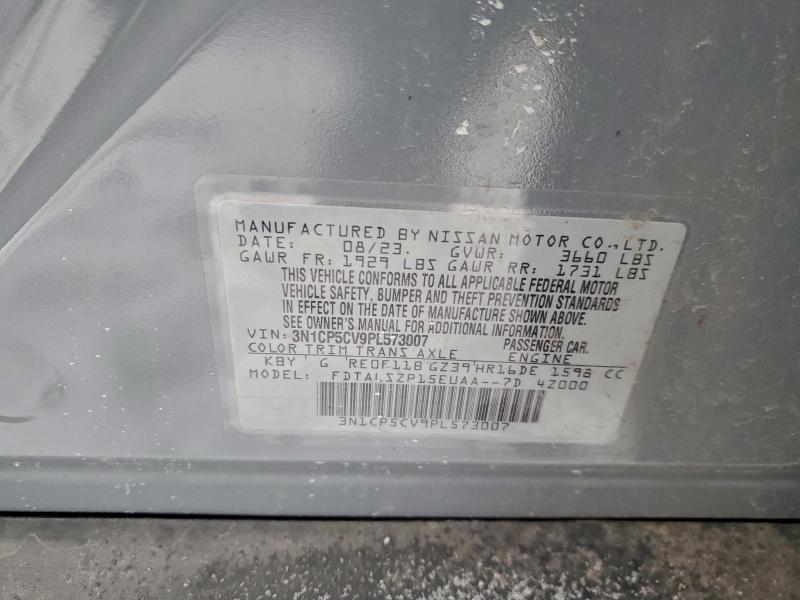 MANUFACTURED BY NISSAN MOTOR CO., LTD.
DATE: 08/23. GVWR: 3660 LBS
GAWR FR: 1929 LBS GAWR RR: 1731 LBS
THIS VEHICLE CONFORMS TO ALL APPLICABLE FEDERAL MOTOR
VEHICLE SAFETY, BUMPER AND THEFT PREVENTION STANDARDS
IN EFFECT ON THE DATE OF MANUFACTURE SHOWN ABOVE.
SEE OWNER'S MANUAL FOR ADDITIONAL INFORMATION.
VIN: 3N1CP5CV9PL573007 PASSENGER CAR.
COLOR TRIM TRANS AXLE ENGINE
KBY G RE0F11B GZ39 HR16DE 1598 CC
MODEL: FDTALSZP15EUAA--7D 4Z000
3N1CP5CV9PL573007